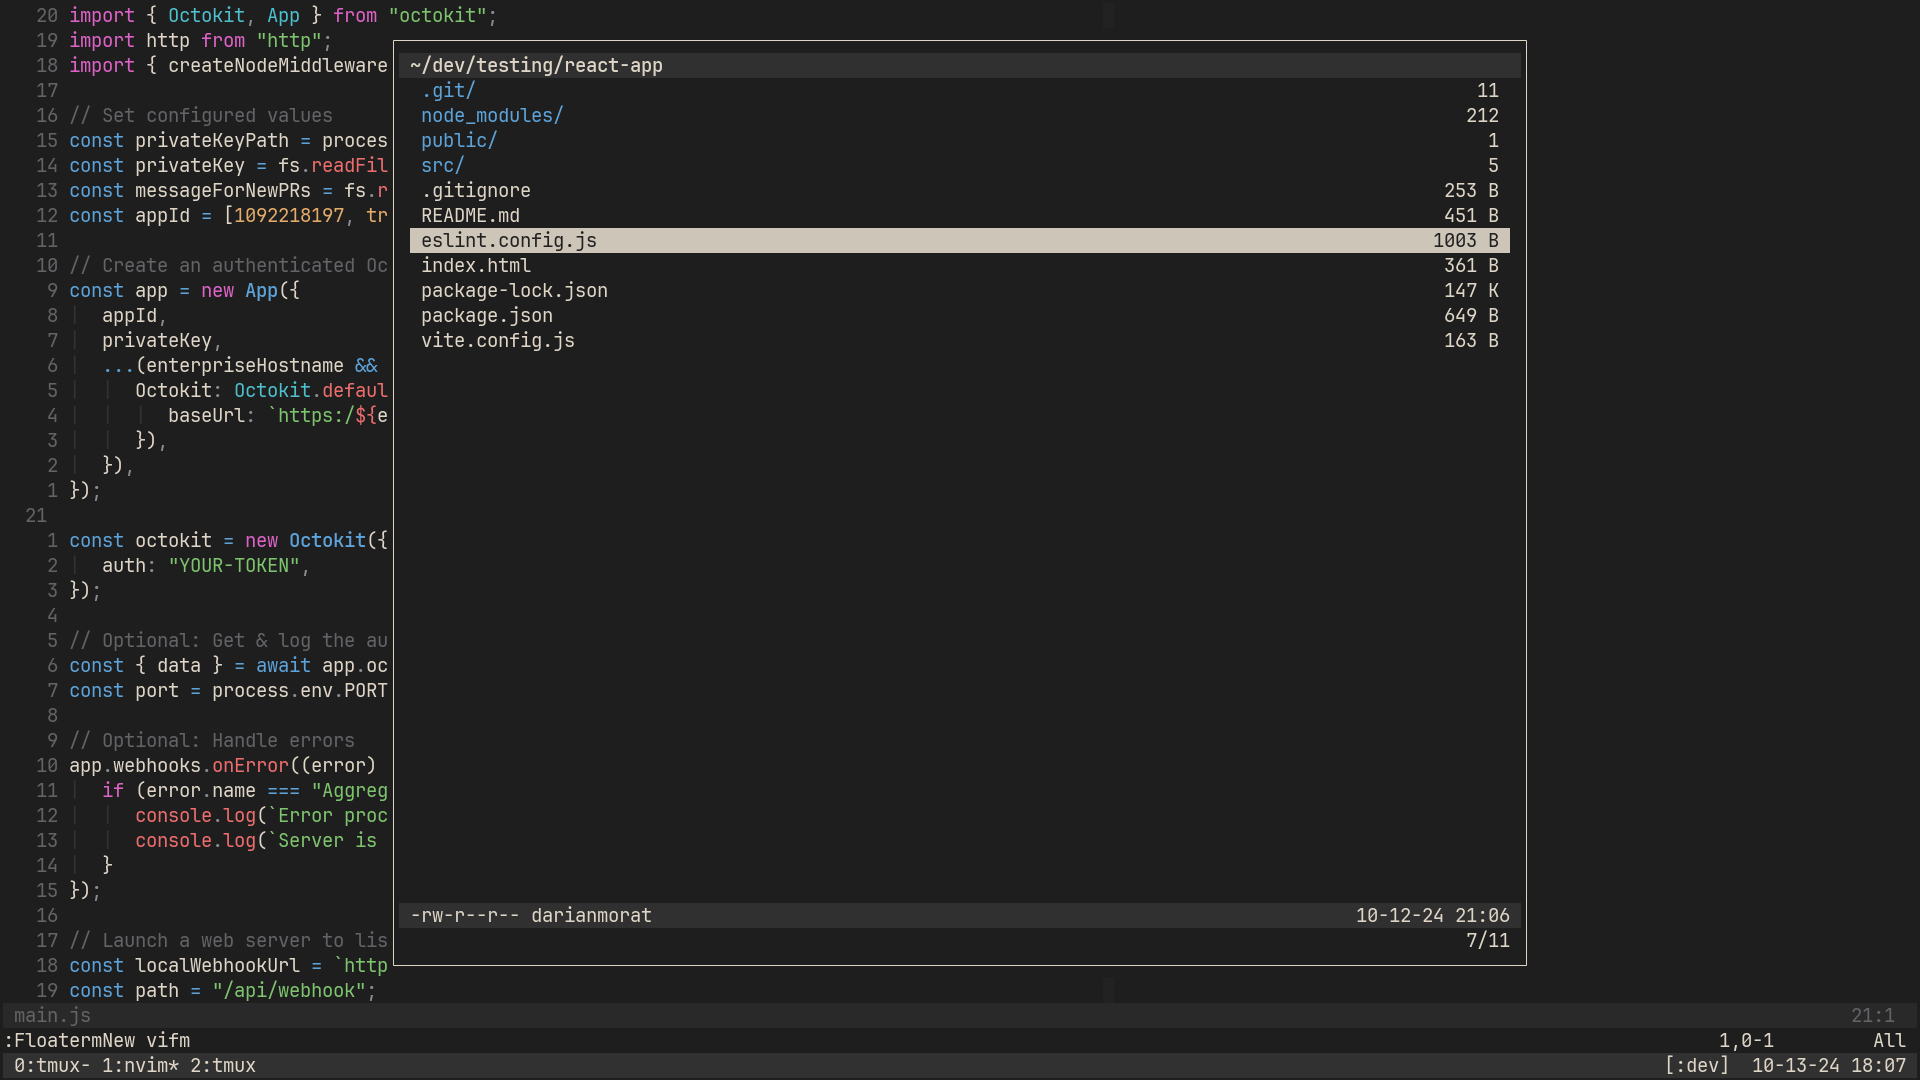 20 import { Octokit, App } from "octokit";
19 import http from "http";
18 import { createNodeMiddleware
17
16 // Set configured values
15 const privateKeyPath = proces
14 const privateKey = fs.readFil
13 const messageForNewPRs = fs.r
12 const appId = [1092218197, tr
11
10 // Create an authenticated Oc
9 const app = new App({
8 appId,
7 privateKey,
6 ...(enterpriseHostname &&
5 Octokit: Octokit.defaul
4 baseUrl: `https:/${e
3 }),
2 }),
1 });
21
1 const octokit = new Octokit({
2 auth: "YOUR-TOKEN",
3 });
4
5 // Optional: Get & log the au
6 const { data } = await app.oc
7 const port = process.env.PORT
8
9 // Optional: Handle errors
10 app.webhooks.onError((error)
11 if (error.name === "Aggreg
12 console.log(`Error proc
13 console.log(`Server is
14 }
15 });
16
17 // Launch a web server to lis
18 const localWebhookUrl = `http
19 const path = "/api/webhook";
~/dev/testing/react-app
.git/ 11
node_modules/ 212
public/ 1
src/ 5
.gitignore 253 B
README.md 451 B
eslint.config.js 1003 B
index.html 361 B
package-lock.json 147 K
package.json 649 B
vite.config.js 163 B
-rw-r--r-- darianmorat 10-12-24 21:06
7/11
main.js 21:1
:FloatermNew vifm 1,0-1 All
0:tmux- 1:nvim* 2:tmux [:dev] 10-13-24 18:07